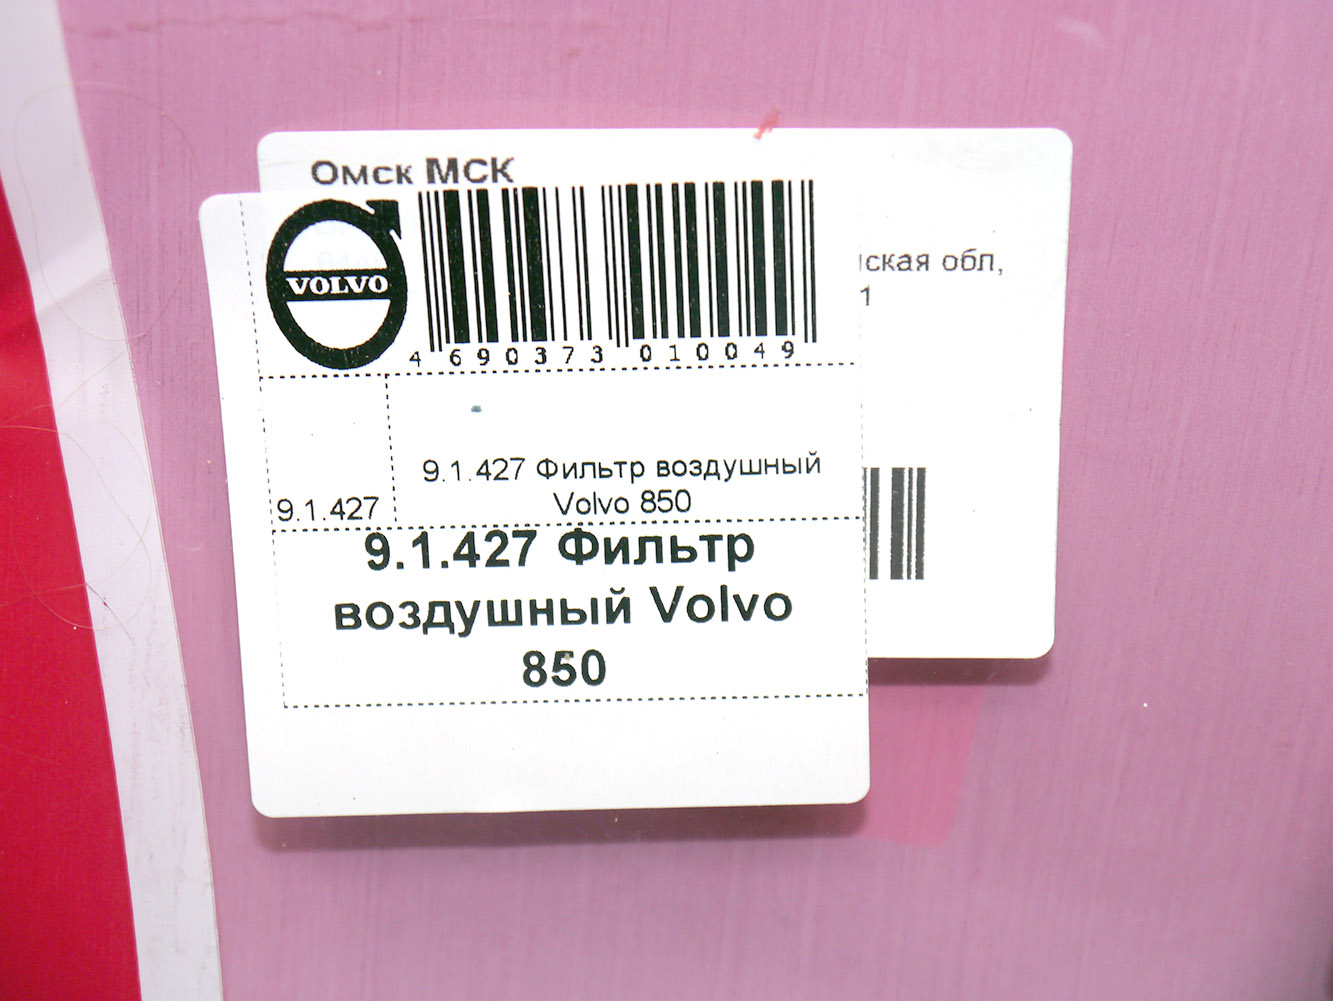 Омск МСК
VOLVO
4 690373 010049
ская обл,
1
9.1.427
9.1.427 Фильтр воздушный
Volvo 850
9.1.427 Фильтр
воздушный Volvo
850